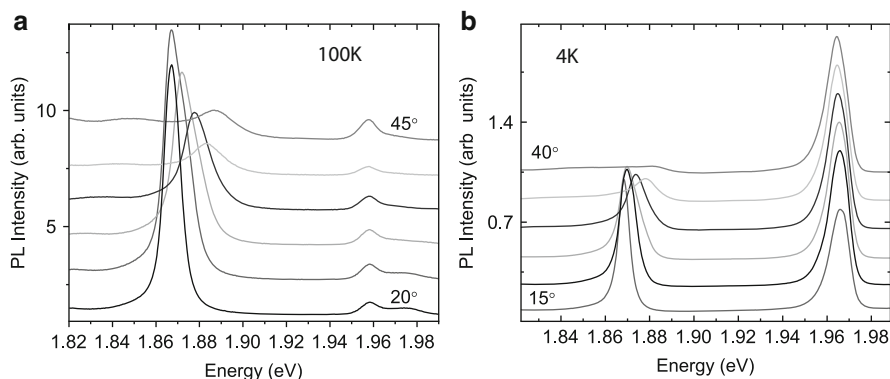 a
100K
PL Intensity (arb. units)
10
5
45°
20°
1.82 1.84 1.86 1.88 1.90 1.92 1.94 1.96 1.98
Energy (eV)
b
4K
PL Intensity (arb units)
1.4
0.7
40°
15°
1.84 1.86 1.88 1.90 1.92 1.94 1.96 1.98
Energy (eV)